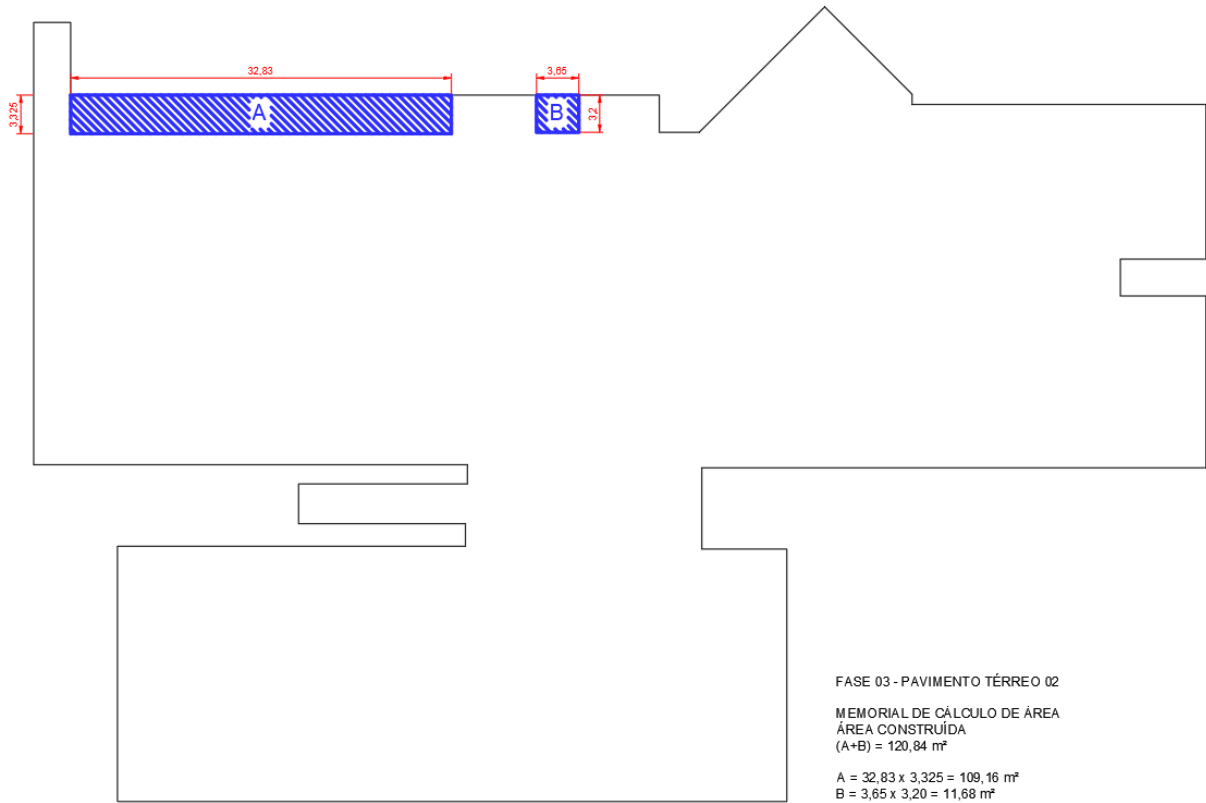 32,83
3,65
3,325
A
B
3,2
FASE 03 - PAVIMENTO TÉRREO 02
MEMORIAL DE CÁLCULO DE ÁREA
ÁREA CONSTRUÍDA
(A+B) = 120,84 m²
A = 32,83 x 3,325 = 109,16 m²
B = 3,65 x 3,20 = 11,68 m²